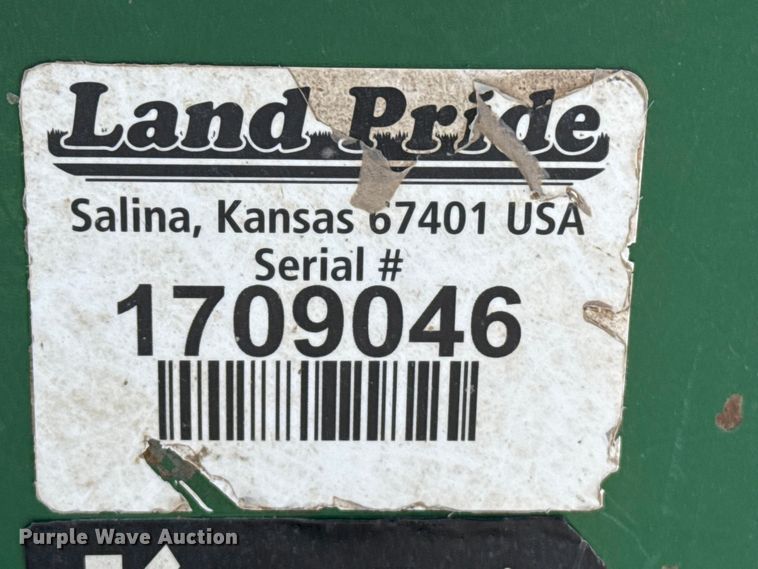 Land Pride
Salina, Kansas 67401 USA
Serial #
1709046
Purple Wave Auction